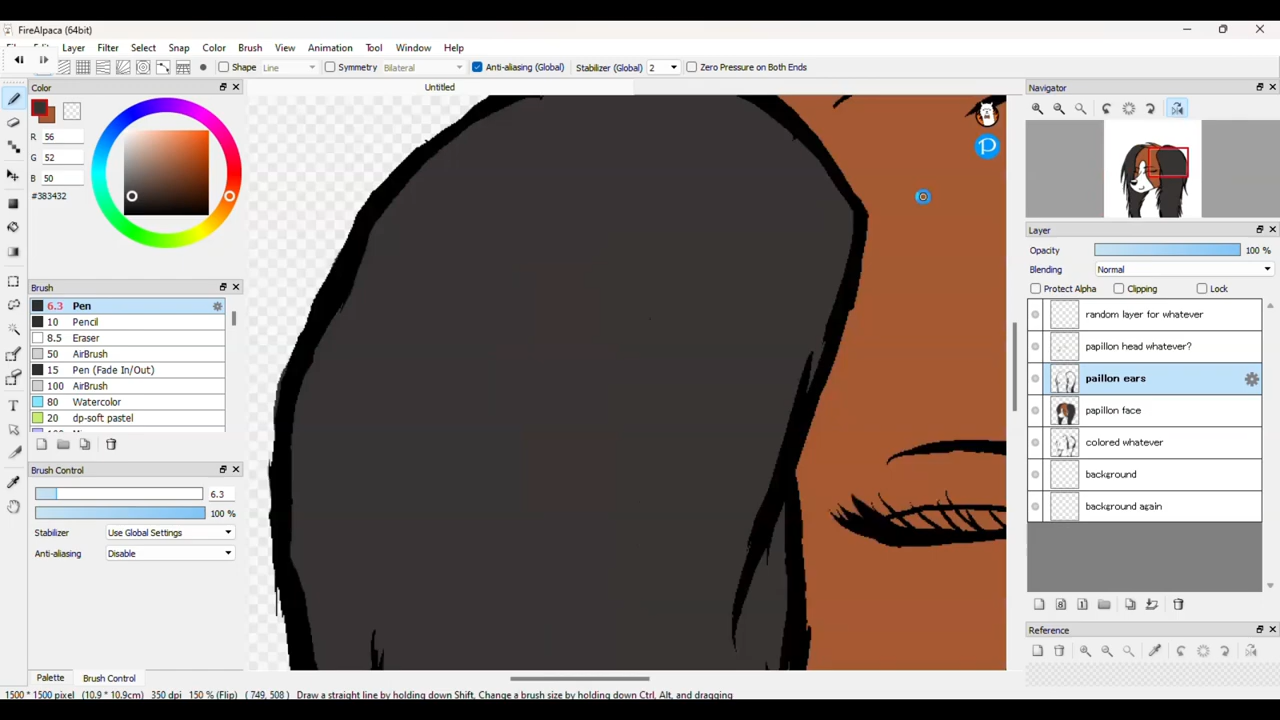 FireAlpaca (64bit)
Layer Filter Select Snap Color Brush View Animation Tool Window Help
Shape Line Symmetry Bilateral Anti-aliasing (Global) Stabilizer (Global) 2 Zero Pressure on Both Ends
Color
Untitled
Navigator
R 56
G 52
B 50
#383432
Layer
Opacity 100 %
Blending Normal
Protect Alpha Clipping Lock
Brush
6.3 Pen
10 Pencil
8.5 Eraser
50 AirBrush
15 Pen (Fade In/Out)
100 AirBrush
80 Watercolor
20 dp-soft pastel
random layer for whatever
papillon head whatever?
paillon ears
papillon face
colored whatever
background
background again
Brush Control
6.3
100 %
Stabilizer Use Global Settings
Anti-aliasing Disable
Reference
Palette Brush Control
1500 * 1500 pixel (10.9 * 10.9cm) 350 dpi 150 % (Flip) ( 749, 508 ) Draw a straight line by holding down Shift, Change a brush size by holding down Ctrl, Alt, and dragging